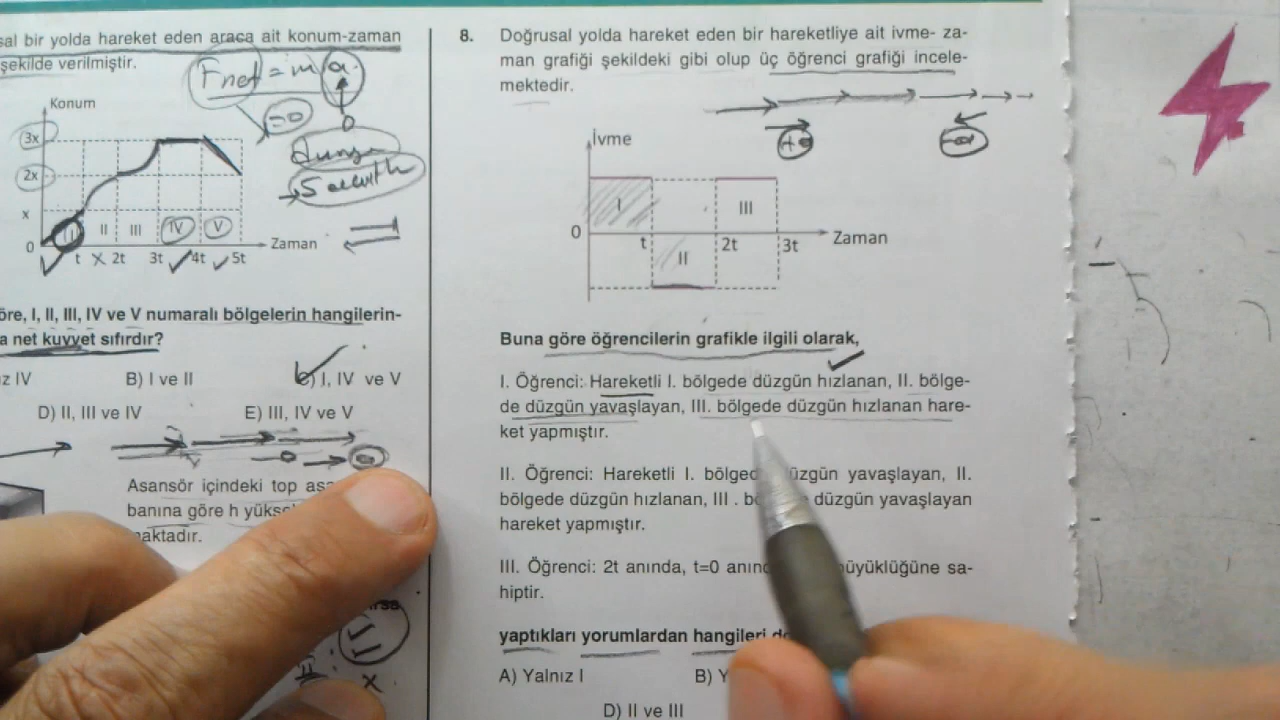 sal bir yolda hareket eden araca ait konum-zaman
şekilde verilmiştir.
Fnet = m a
=0
0
Konum
3x
2x
x
0
II
III
IV
V
t
X
2t
3t
4t
5t
Zaman
öre, I, II, III, IV ve V numaralı bölgelerin hangilerin-
a net kuvvet sıfırdır?
z IV
B) I ve II
C) I, IV ve V
D) II, III ve IV
E) III, IV ve V
Asansör içindeki top
banına göre h
maktadır.
II
X
8.
Doğrusal yolda hareket eden bir hareketliye ait ivme- za-
man grafiği şekildeki gibi olup üç öğrenci grafiği incele-
mektedir.
+a
-a
İvme
I
III
0
t
2t
3t
Zaman
II
Buna göre öğrencilerin grafikle ilgili olarak,
I. Öğrenci: Hareketli I. bölgede düzgün hızlanan, II. bölge-
de düzgün yavaşlayan, III. bölgede düzgün hızlanan hare-
ket yapmıştır.
II. Öğrenci: Hareketli I. düzgün yavaşlayan, II.
bölgede düzgün hızlanan, III . düzgün yavaşlayan
hareket yapmıştır.
III. Öğrenci: 2t anında, t=0 büyüklüğüne sa-
hiptir.
yaptıkları yorumlardan hangileri
A) Yalnız I
B)
D) II ve III